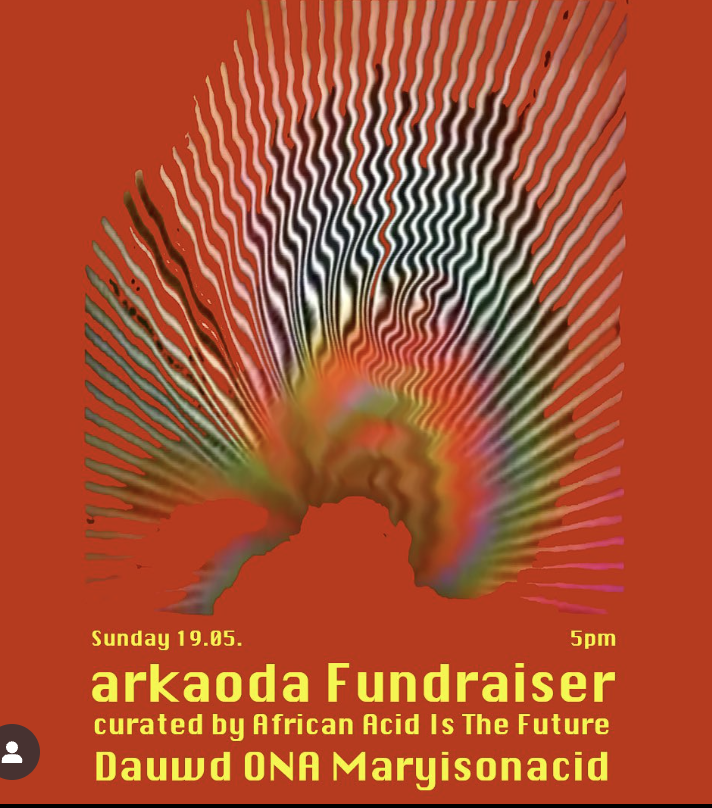 Sunday 19.05.
5pm
arkaoda Fundraiser
curated by African Acid Is The Future
Dauwd ONA Maryisonacid